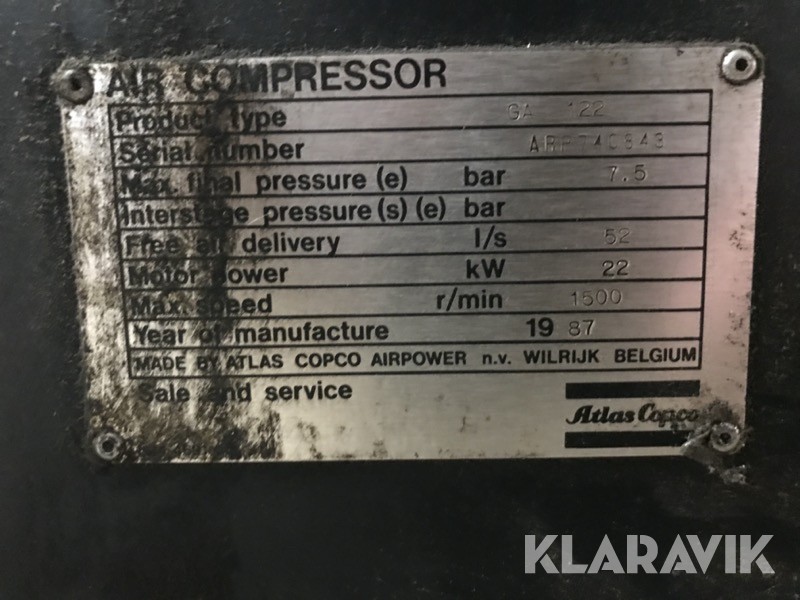 AIR COMPRESSOR
Product type GA 122
Serial number
Max. final pressure (e) bar 7.5
Interstage pressure (s) (e) bar
Free air delivery l/s 52
Motor power kW 22
Max. speed r/min 1500
Year of manufacture 19 87
MADE BY ATLAS COPCO AIRPOWER n.v. WILRIJK BELGIUM
Sale and service
Atlas Copco
KLARAVIK